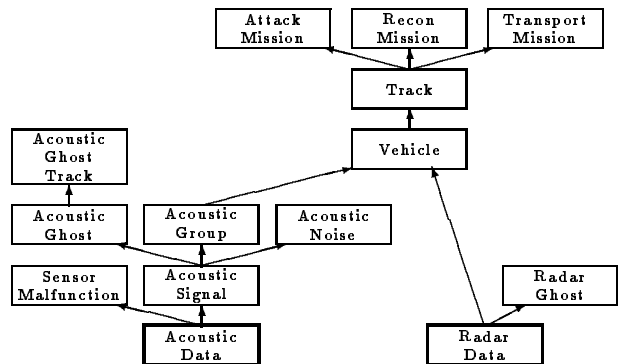 Attack
Mission
Recon
Mission
Transport
Mission
Track
Vehicle
Acoustic
Ghost
Track
Acoustic
Ghost
Acoustic
Group
Acoustic
Noise
Sensor
Malfunction
Acoustic
Signal
Radar
Ghost
Acoustic
Data
Radar
Data